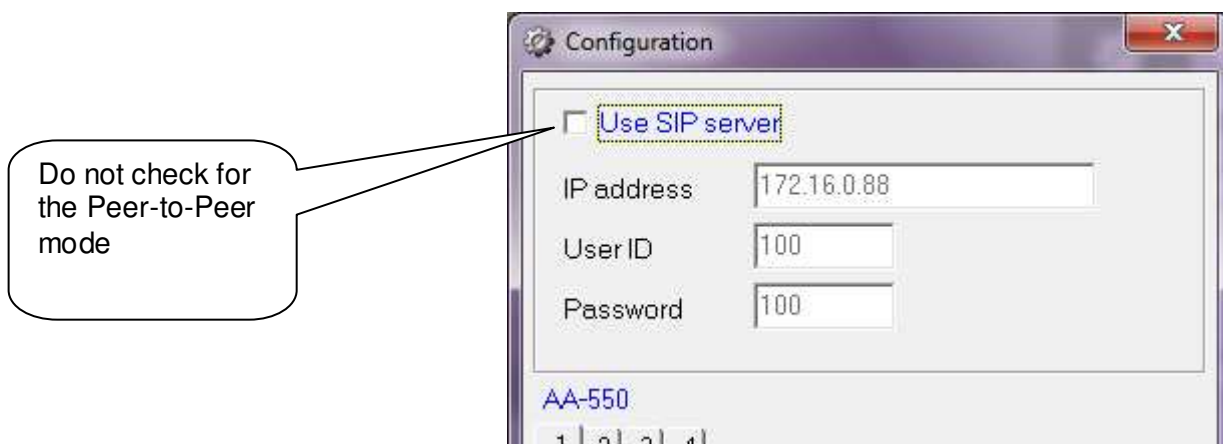 Configuration
Use SIP server
Do not check for
the Peer-to-Peer
mode
IP address 172.16.0.88
User ID 100
Password 100
AA-550
1 2 3 4